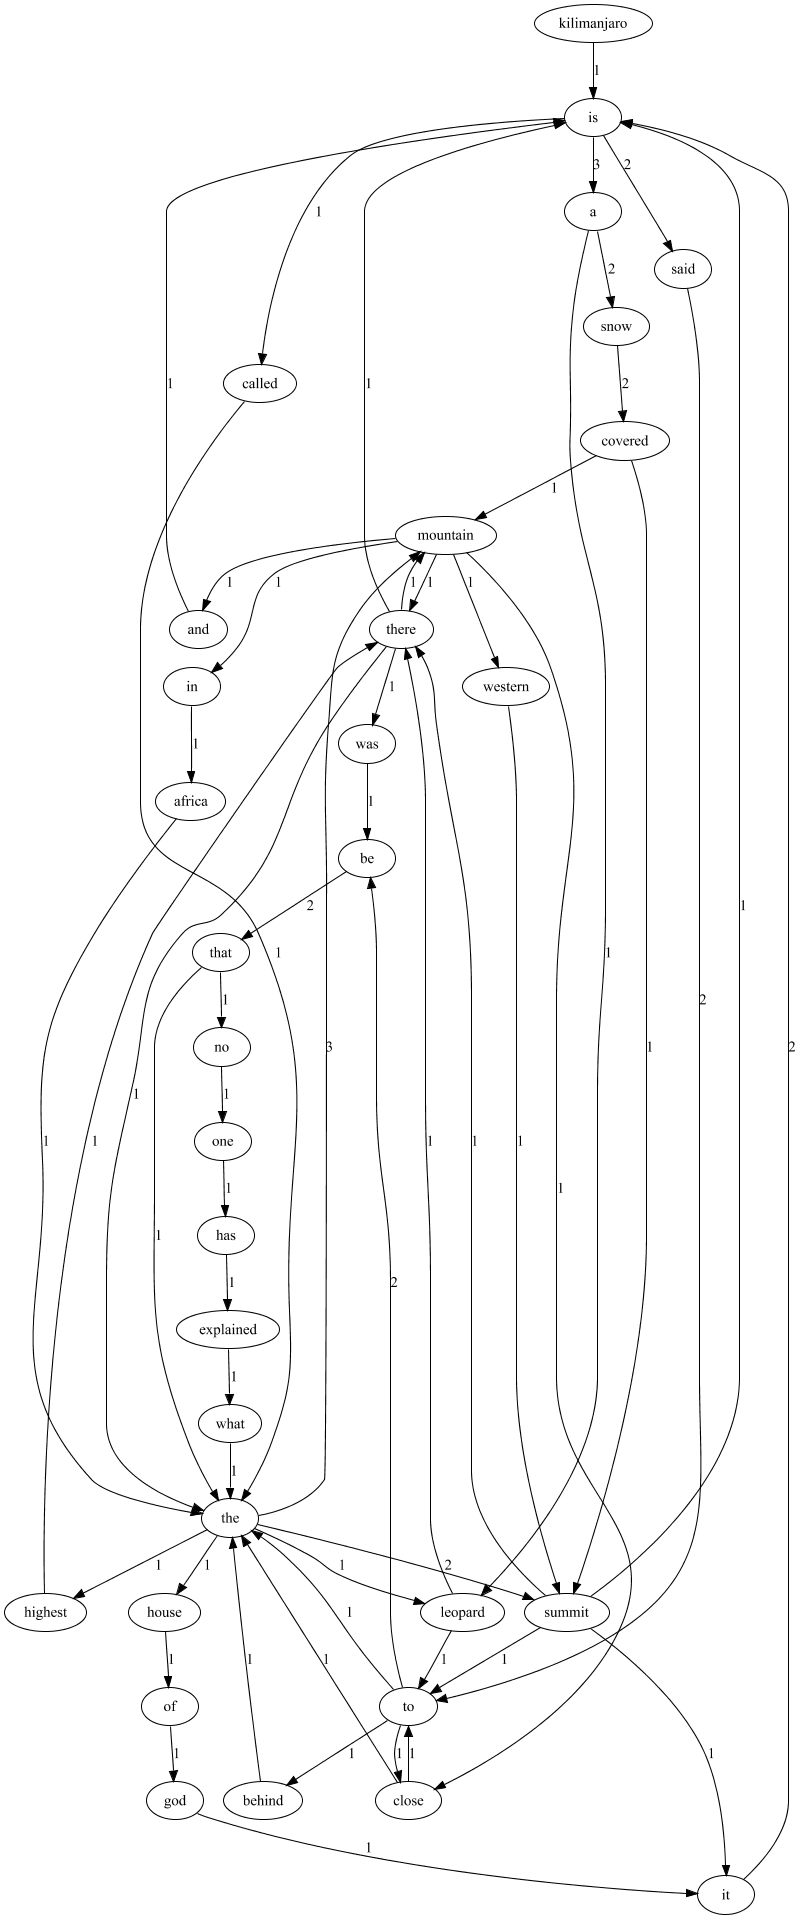 kilimanjaro
1
is
3
2
1
a
said
2
snow
1
2
1
called
covered
1
mountain
1
1
1
1
1
and
there
in
western
1
1
was
africa
1
be
2
that
1
1
1
2
1
no
3
1
1
one
1
1
1
1
1
1
has
1
1
2
explained
1
what
1
the
1
1
1
2
highest
house
leopard
summit
1
1
1
1
1
of
to
1
1
1
1
1
god
behind
close
1
2
it